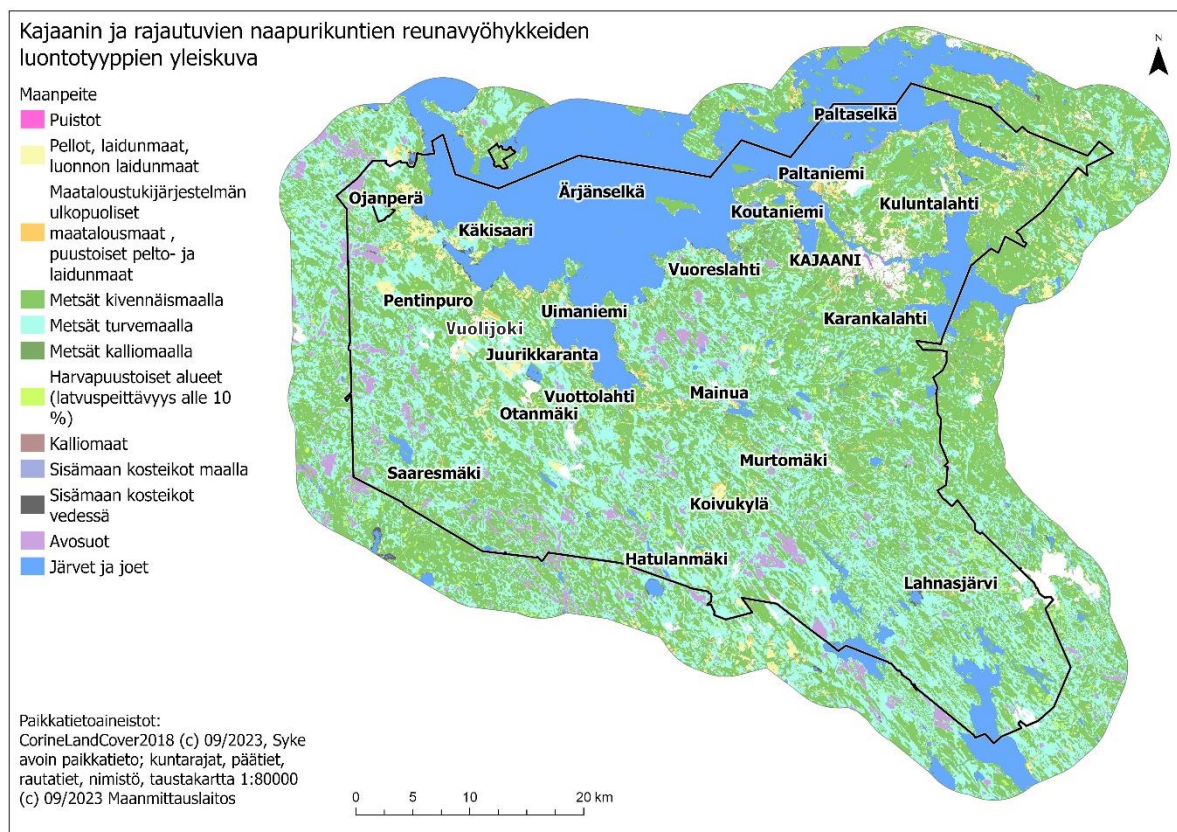 Kajaanin ja rajautuvien naapurikuntien reunavyöhykkeiden
luontotyyppien yleiskuva
Maanpeite
Puistot
Pellot, laidunmaat,
luonnon laidunmaat
Maataloustukijärjestelmän
ulkopuoliset
maatalousmaat ,
puustoiset pelto- ja
laidunmaat
Metsät kivennäismaalla
Metsät turvemaalla
Metsät kalliomaalla
Harvapuustoiset alueet
(latvuspeittävyys alle 10
%)
Kalliomaat
Sisämaan kosteikot maalla
Sisämaan kosteikot
vedessä
Avosuot
Järvet ja joet
Paikkatietoaineistot:
CorineLandCover2018 (c) 09/2023, Syke
avoin paikkatieto; kuntarajat, päätiet,
rautatiet, nimistö, taustakartta 1:80000
(c) 09/2023 Maanmittauslaitos
0 5 10 20 km
N
Paltaselkä
Paltaniemi
Ojanperä
Ärjänselkä
Kuluntalahti
Koutaniemi
Käkisaari
KAJAANI
Vuoreslahti
Pentinpuro
Uimaniemi
Karankalahti
Vuolijoki
Juurikkaranta
Vuottolahti
Mainua
Otanmäki
Murtomäki
Saaresmäki
Koivukylä
Hatulanmäki
Lahnasjärvi